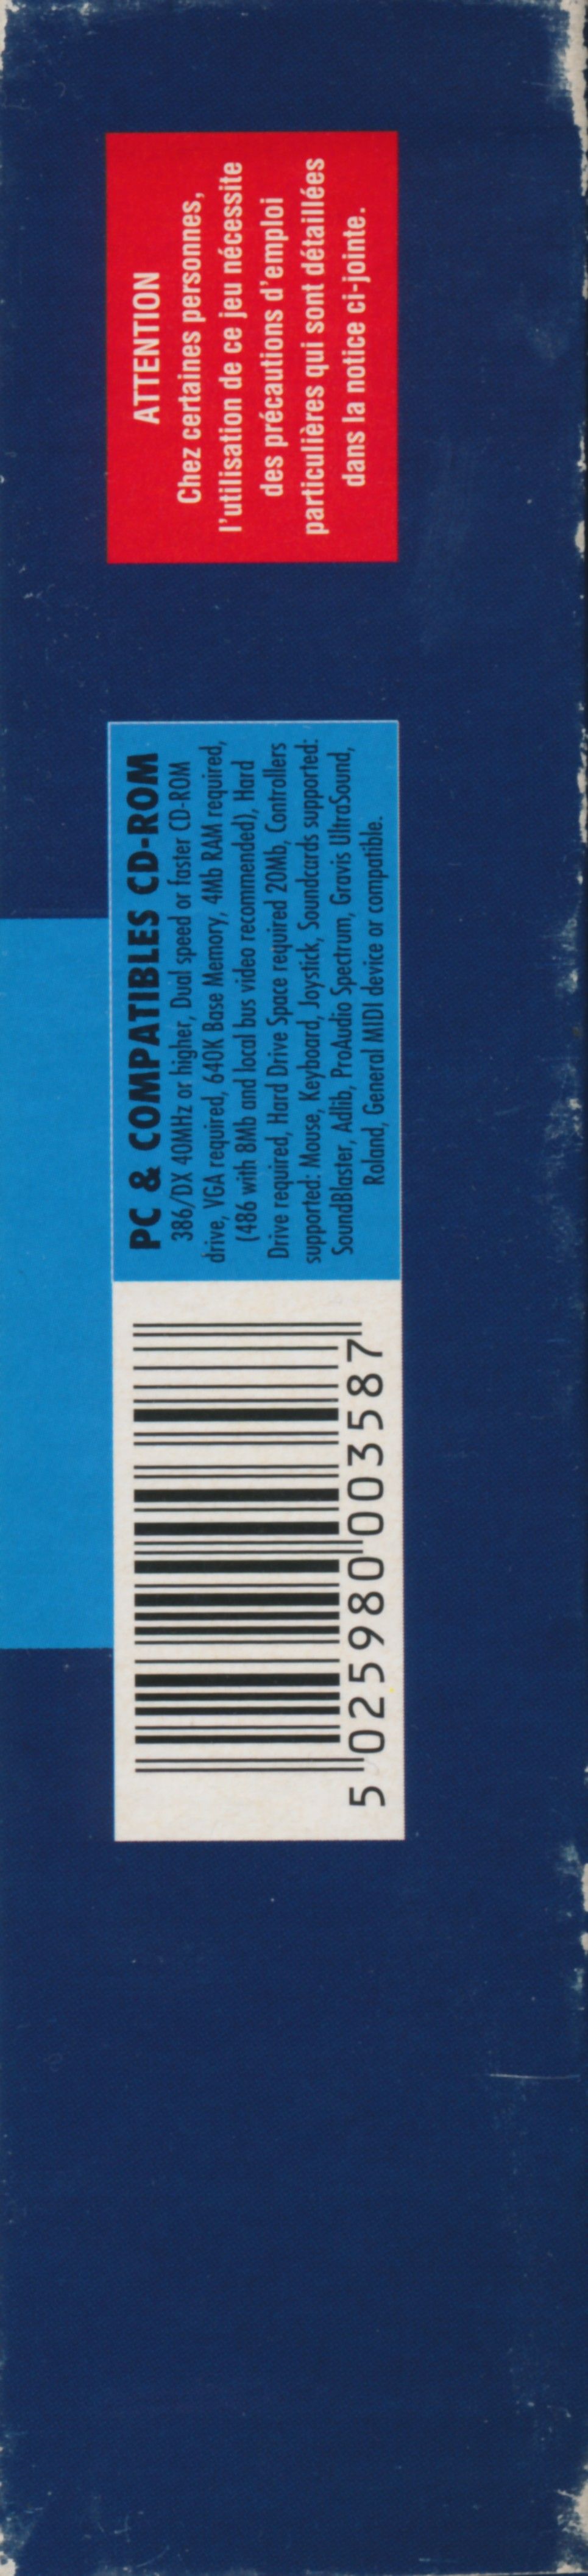 5 025980 003587
PC & COMPATIBLES CD-ROM
386/DX 40MHz or higher, Dual speed or faster CD-ROM
drive, VGA required, 640K Base Memory, 4Mb RAM required,
(486 with 8Mb and local bus video recommended), Hard
Drive required, Hard Drive Space required 20Mb, Controllers
supported: Mouse, Keyboard, Joystick, Soundcards supported:
SoundBlaster, Adlib, ProAudio Spectrum, Gravis UltraSound,
Roland, General MIDI device or compatible.
ATTENTION
Chez certaines personnes,
l'utilisation de ce jeu nécessite
des précautions d'emploi
particulières qui sont détaillées
dans la notice ci-jointe.